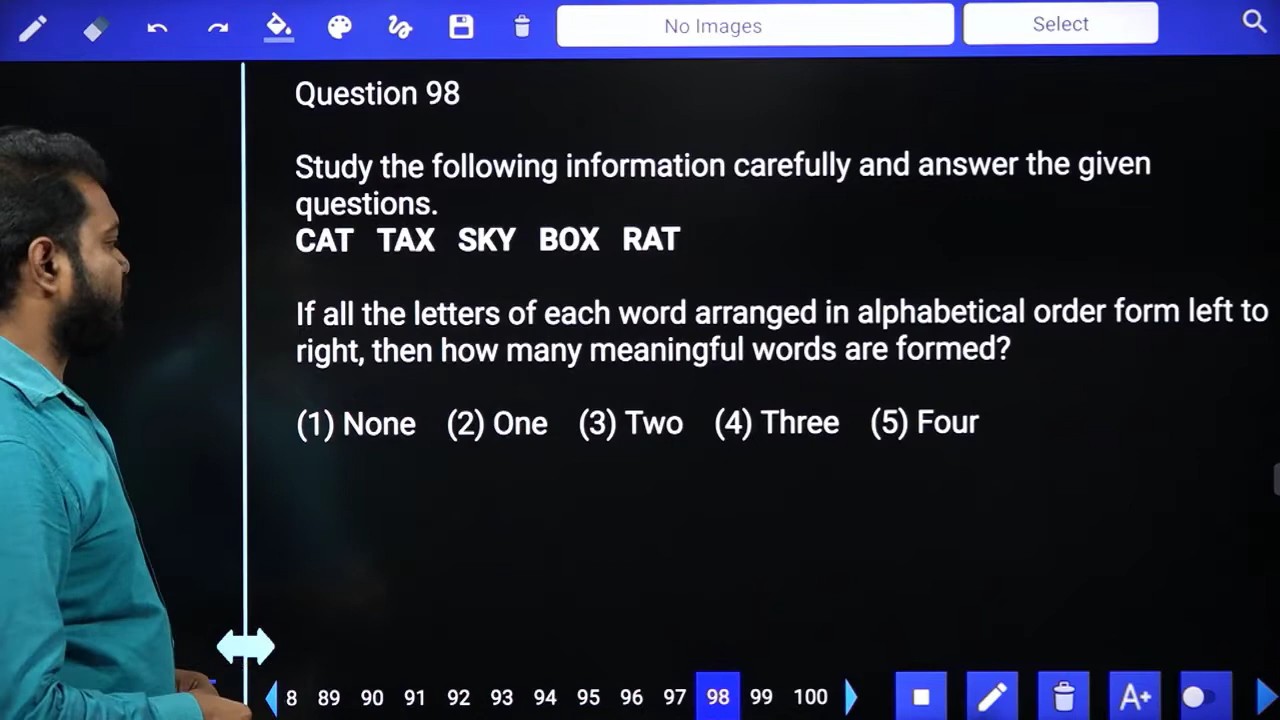 No Images
Select
Question 98
Study the following information carefully and answer the given
questions.
CAT TAX SKY BOX RAT
If all the letters of each word arranged in alphabetical order form left to
right, then how many meaningful words are formed?
(1) None (2) One (3) Two (4) Three (5) Four
8 89 90 91 92 93 94 95 96 97 98 99 100
A+